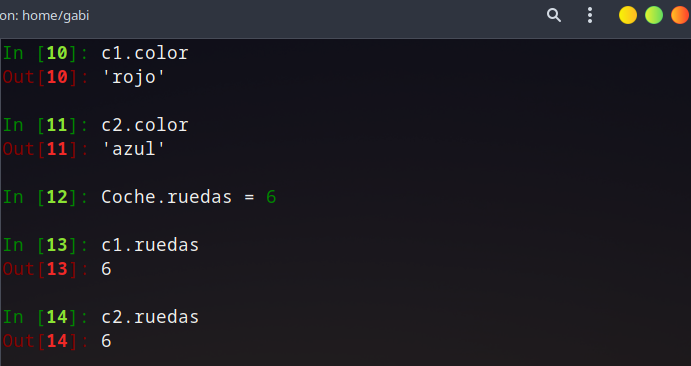 on: home/gabi
In [10]: c1.color
Out[10]: 'rojo'
In [11]: c2.color
Out[11]: 'azul'
In [12]: Coche.ruedas = 6
In [13]: c1.ruedas
Out[13]: 6
In [14]: c2.ruedas
Out[14]: 6